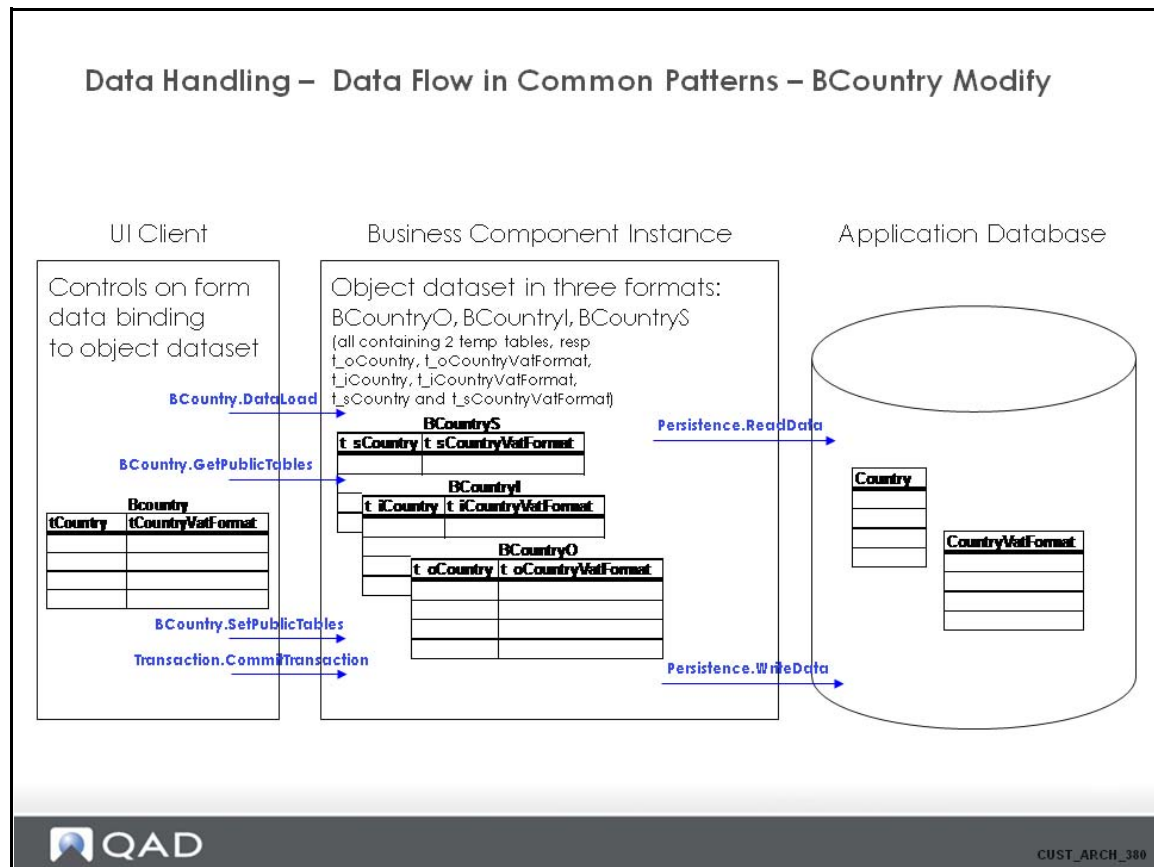 Data Handling – Data Flow in Common Patterns – BCountry Modify
UI Client
Business Component Instance
Application Database
Controls on form
data binding
to object dataset
Object dataset in three formats:
BCountryO, BCountryI, BCountryS
(all containing 2 temp tables, resp
t_oCountry, t_oCountryVatFormat,
t_iCountry, t_iCountryVatFormat,
t_sCountry and t_sCountryVatFormat)
BCountry.DataLoad
Persistence.ReadData
BCountryS
t_sCountry t_sCountryVatFormat
BCountry.GetPublicTables
BCountryI
t_iCountry t_iCountryVatFormat
Country
Bcountry
tCountry tCountryVatFormat
CountryVatFormat
BCountryO
t_oCountry t_oCountryVatFormat
BCountry.SetPublicTables
Transaction.CommitTransaction
Persistence.WriteData
QAD
CUST_ARCH_380